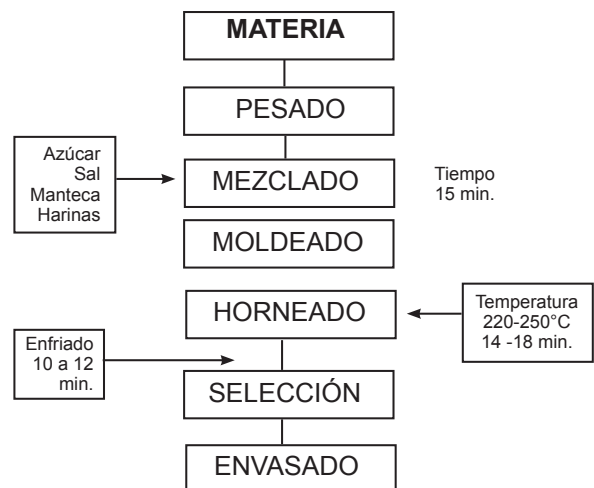 MATERIA
PESADO
Azúcar
Sal
Manteca
Harinas
MEZCLADO
Tiempo
15 min.
MOLDEADO
HORNEADO
Temperatura
220-250°C
14 -18 min.
Enfriado
10 a 12
min.
SELECCIÓN
ENVASADO